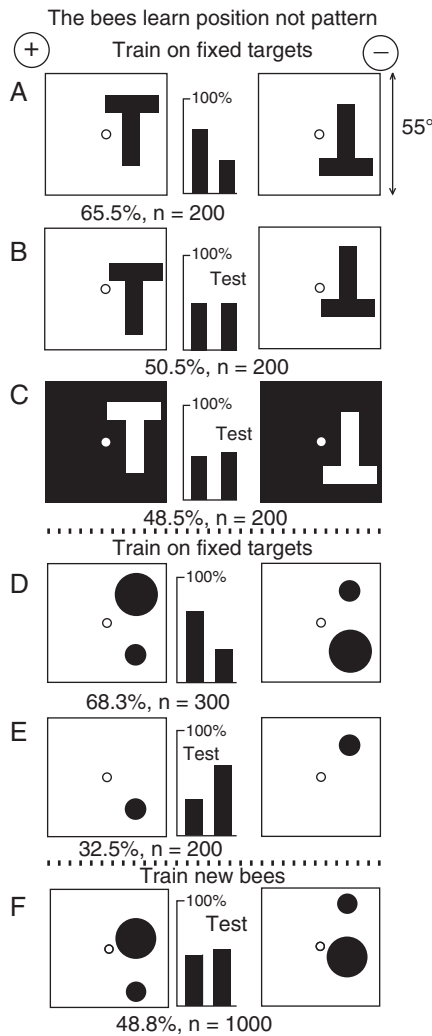 The bees learn position not pattern
+ Train on fixed targets −
A 100% 55°
65.5%, n = 200
B 100%
Test
50.5%, n = 200
C 100%
Test
48.5%, n = 200
Train on fixed targets
D 100%
68.3%, n = 300
E 100%
Test
32.5%, n = 200
Train new bees
F 100%
Test
48.8%, n = 1000